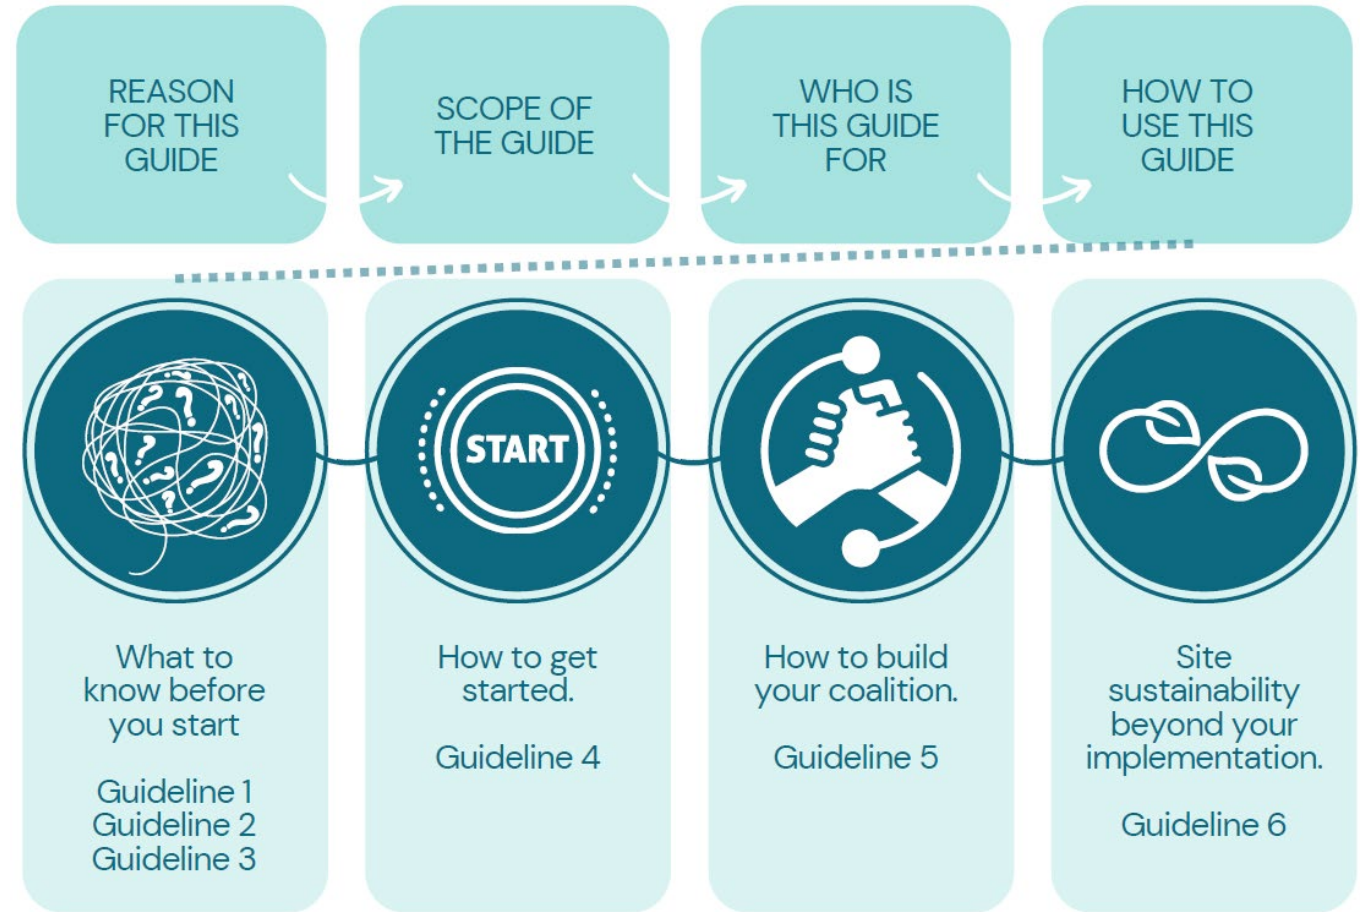 REASON
FOR THIS
GUIDE
SCOPE OF
THE GUIDE
WHO IS
THIS GUIDE
FOR
HOW TO
USE THIS
GUIDE
START
What to
know before
you start
Guideline 1
Guideline 2
Guideline 3
How to get
started.
Guideline 4
How to build
your coalition.
Guideline 5
Site
sustainability
beyond your
implementation.
Guideline 6